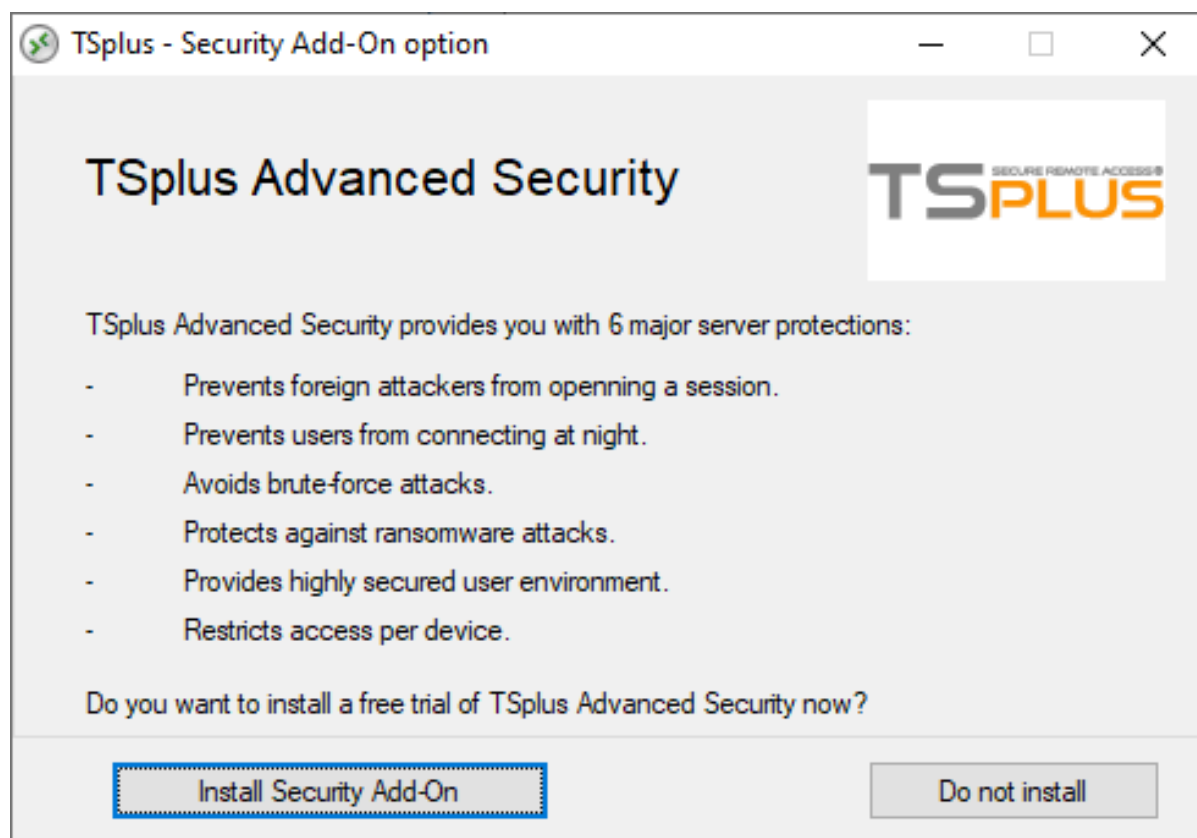 TSplus - Security Add-On option
TSplus Advanced Security
TSPLUS SECURE REMOTE ACCESS®
TSplus Advanced Security provides you with 6 major server protections:
- Prevents foreign attackers from openning a session.
- Prevents users from connecting at night.
- Avoids brute-force attacks.
- Protects against ransomware attacks.
- Provides highly secured user environment.
- Restricts access per device.
Do you want to install a free trial of TSplus Advanced Security now?
Install Security Add-On
Do not install